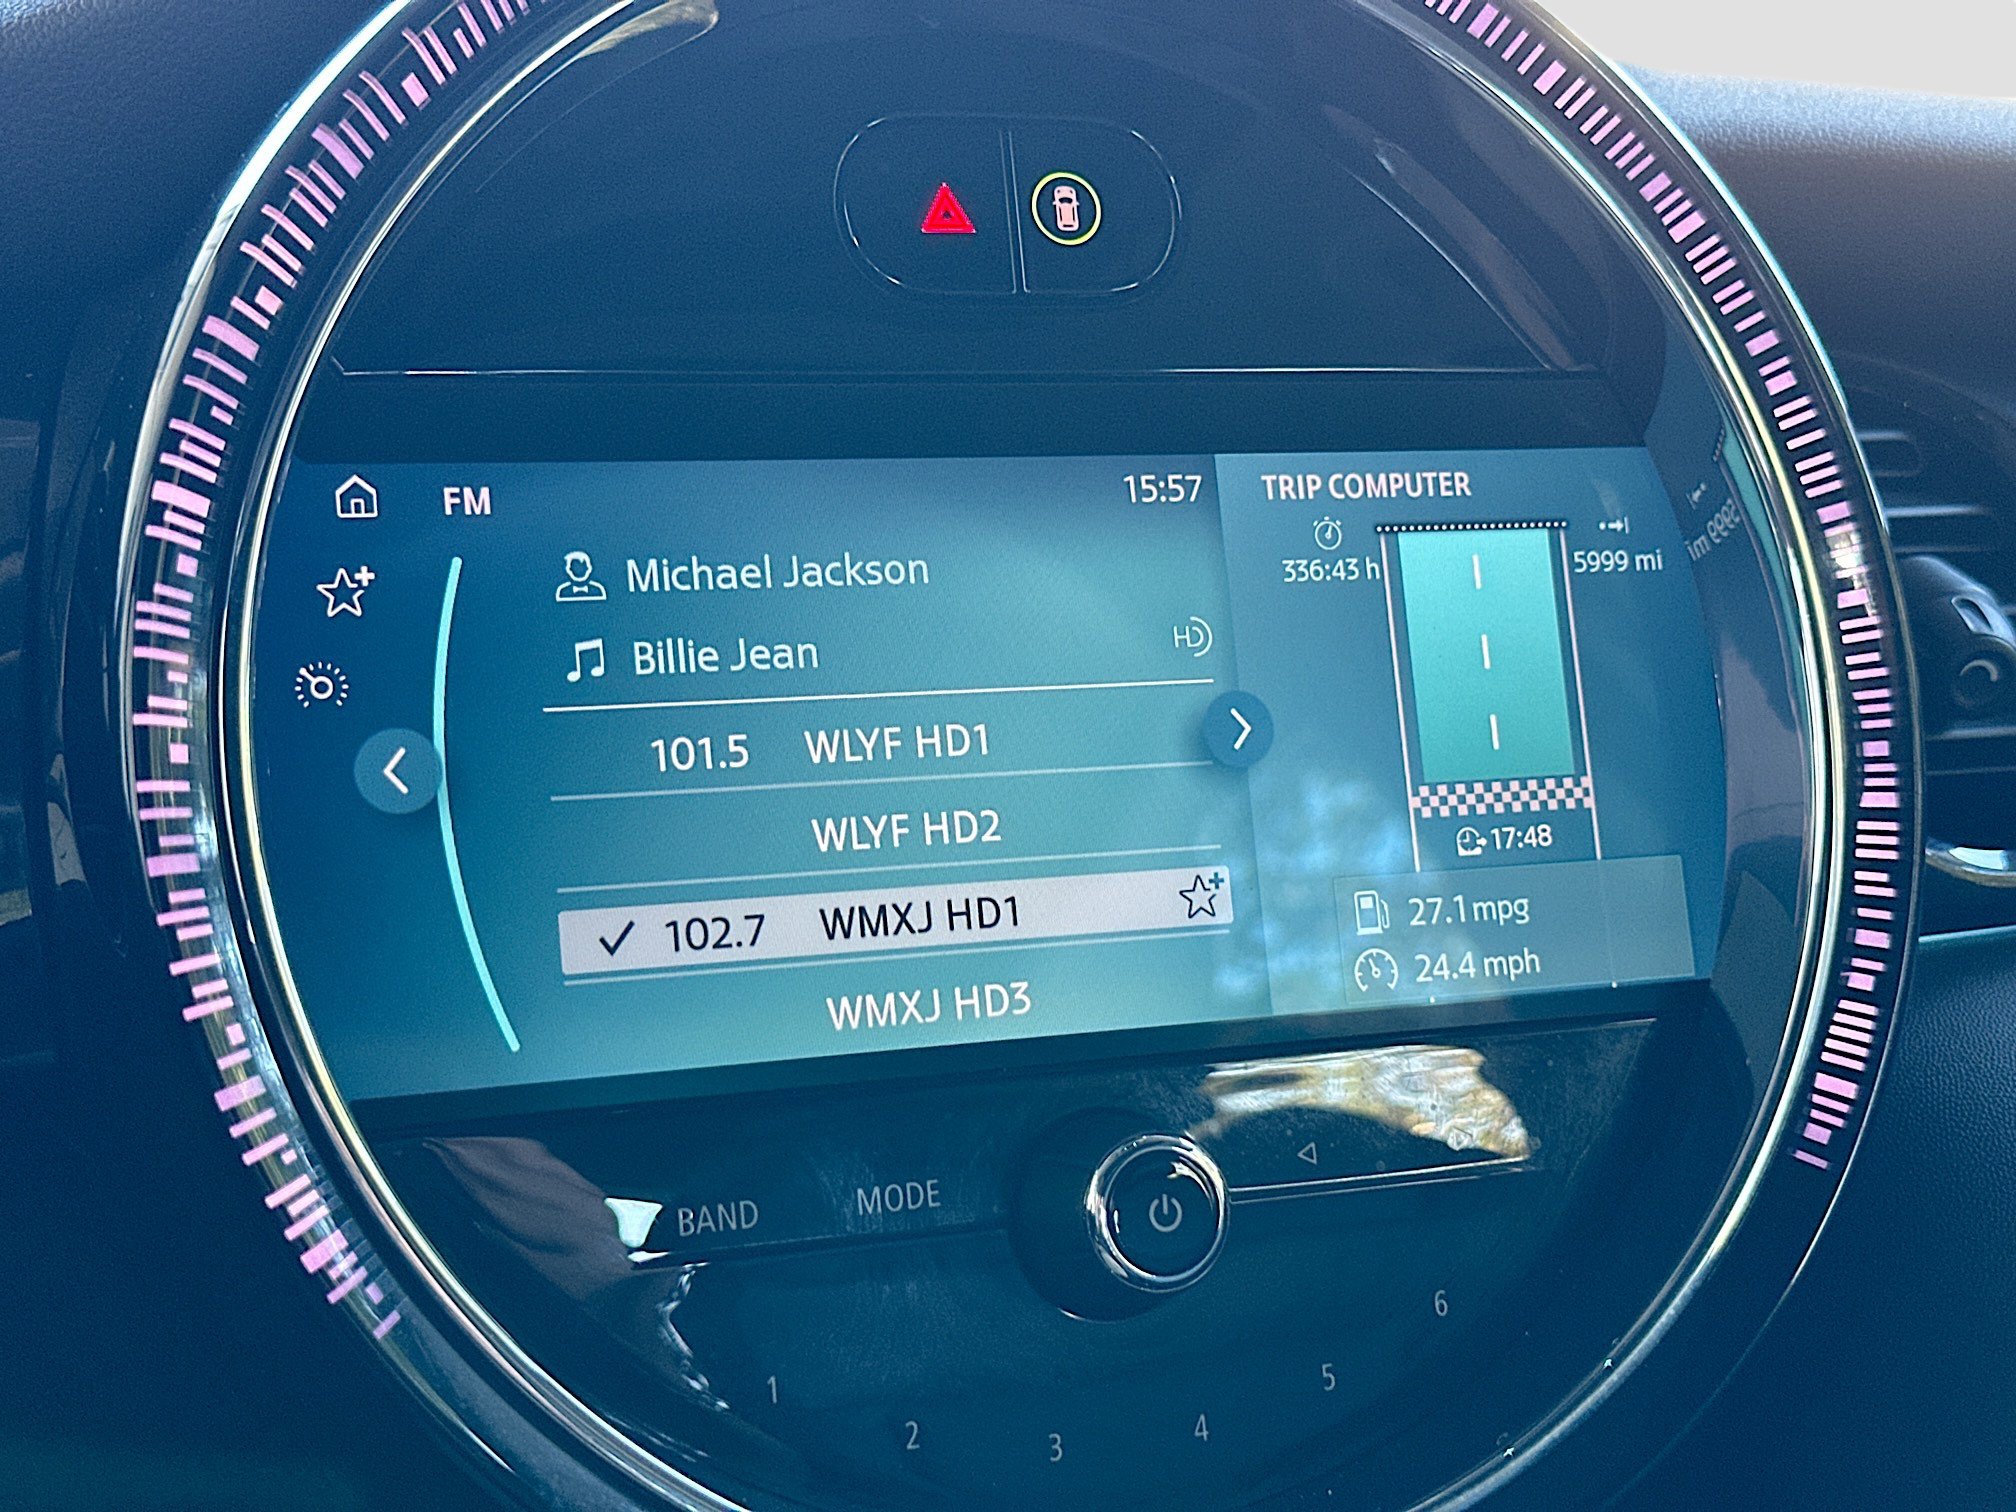 FM
15:57
Michael Jackson
Billie Jean
HD
101.5 WLYF HD1
WLYF HD2
102.7 WMXJ HD1
WMXJ HD3
TRIP COMPUTER
336:43 h
5999 mi
17:48
27.1 mpg
24.4 mph
BAND
MODE
1
2
3
4
5
6